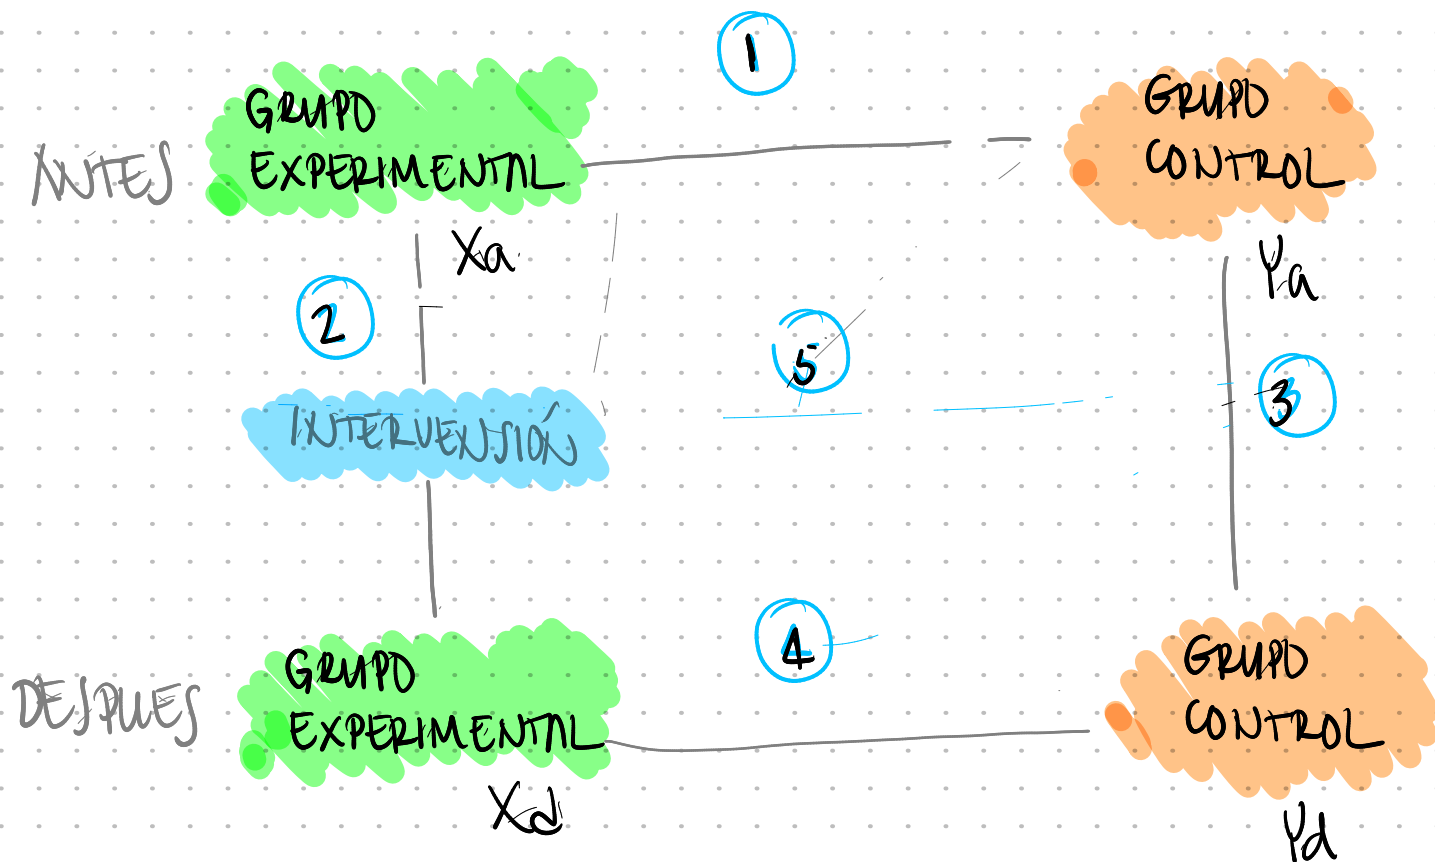 1
GRUPO
EXPERIMENTAL
GRUPO
CONTROL
ANTES
Xa
Ya
2
5
3
INTERVENSIÓN
4
GRUPO
EXPERIMENTAL
GRUPO
CONTROL
DESPUES
Xd
Yd